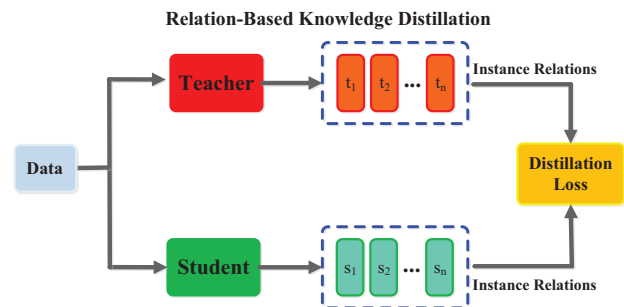 Relation-Based Knowledge Distillation
Teacher
t1 t2 ... tn
Instance Relations
Data
Distillation
Loss
Student
s1 s2 ... sn
Instance Relations